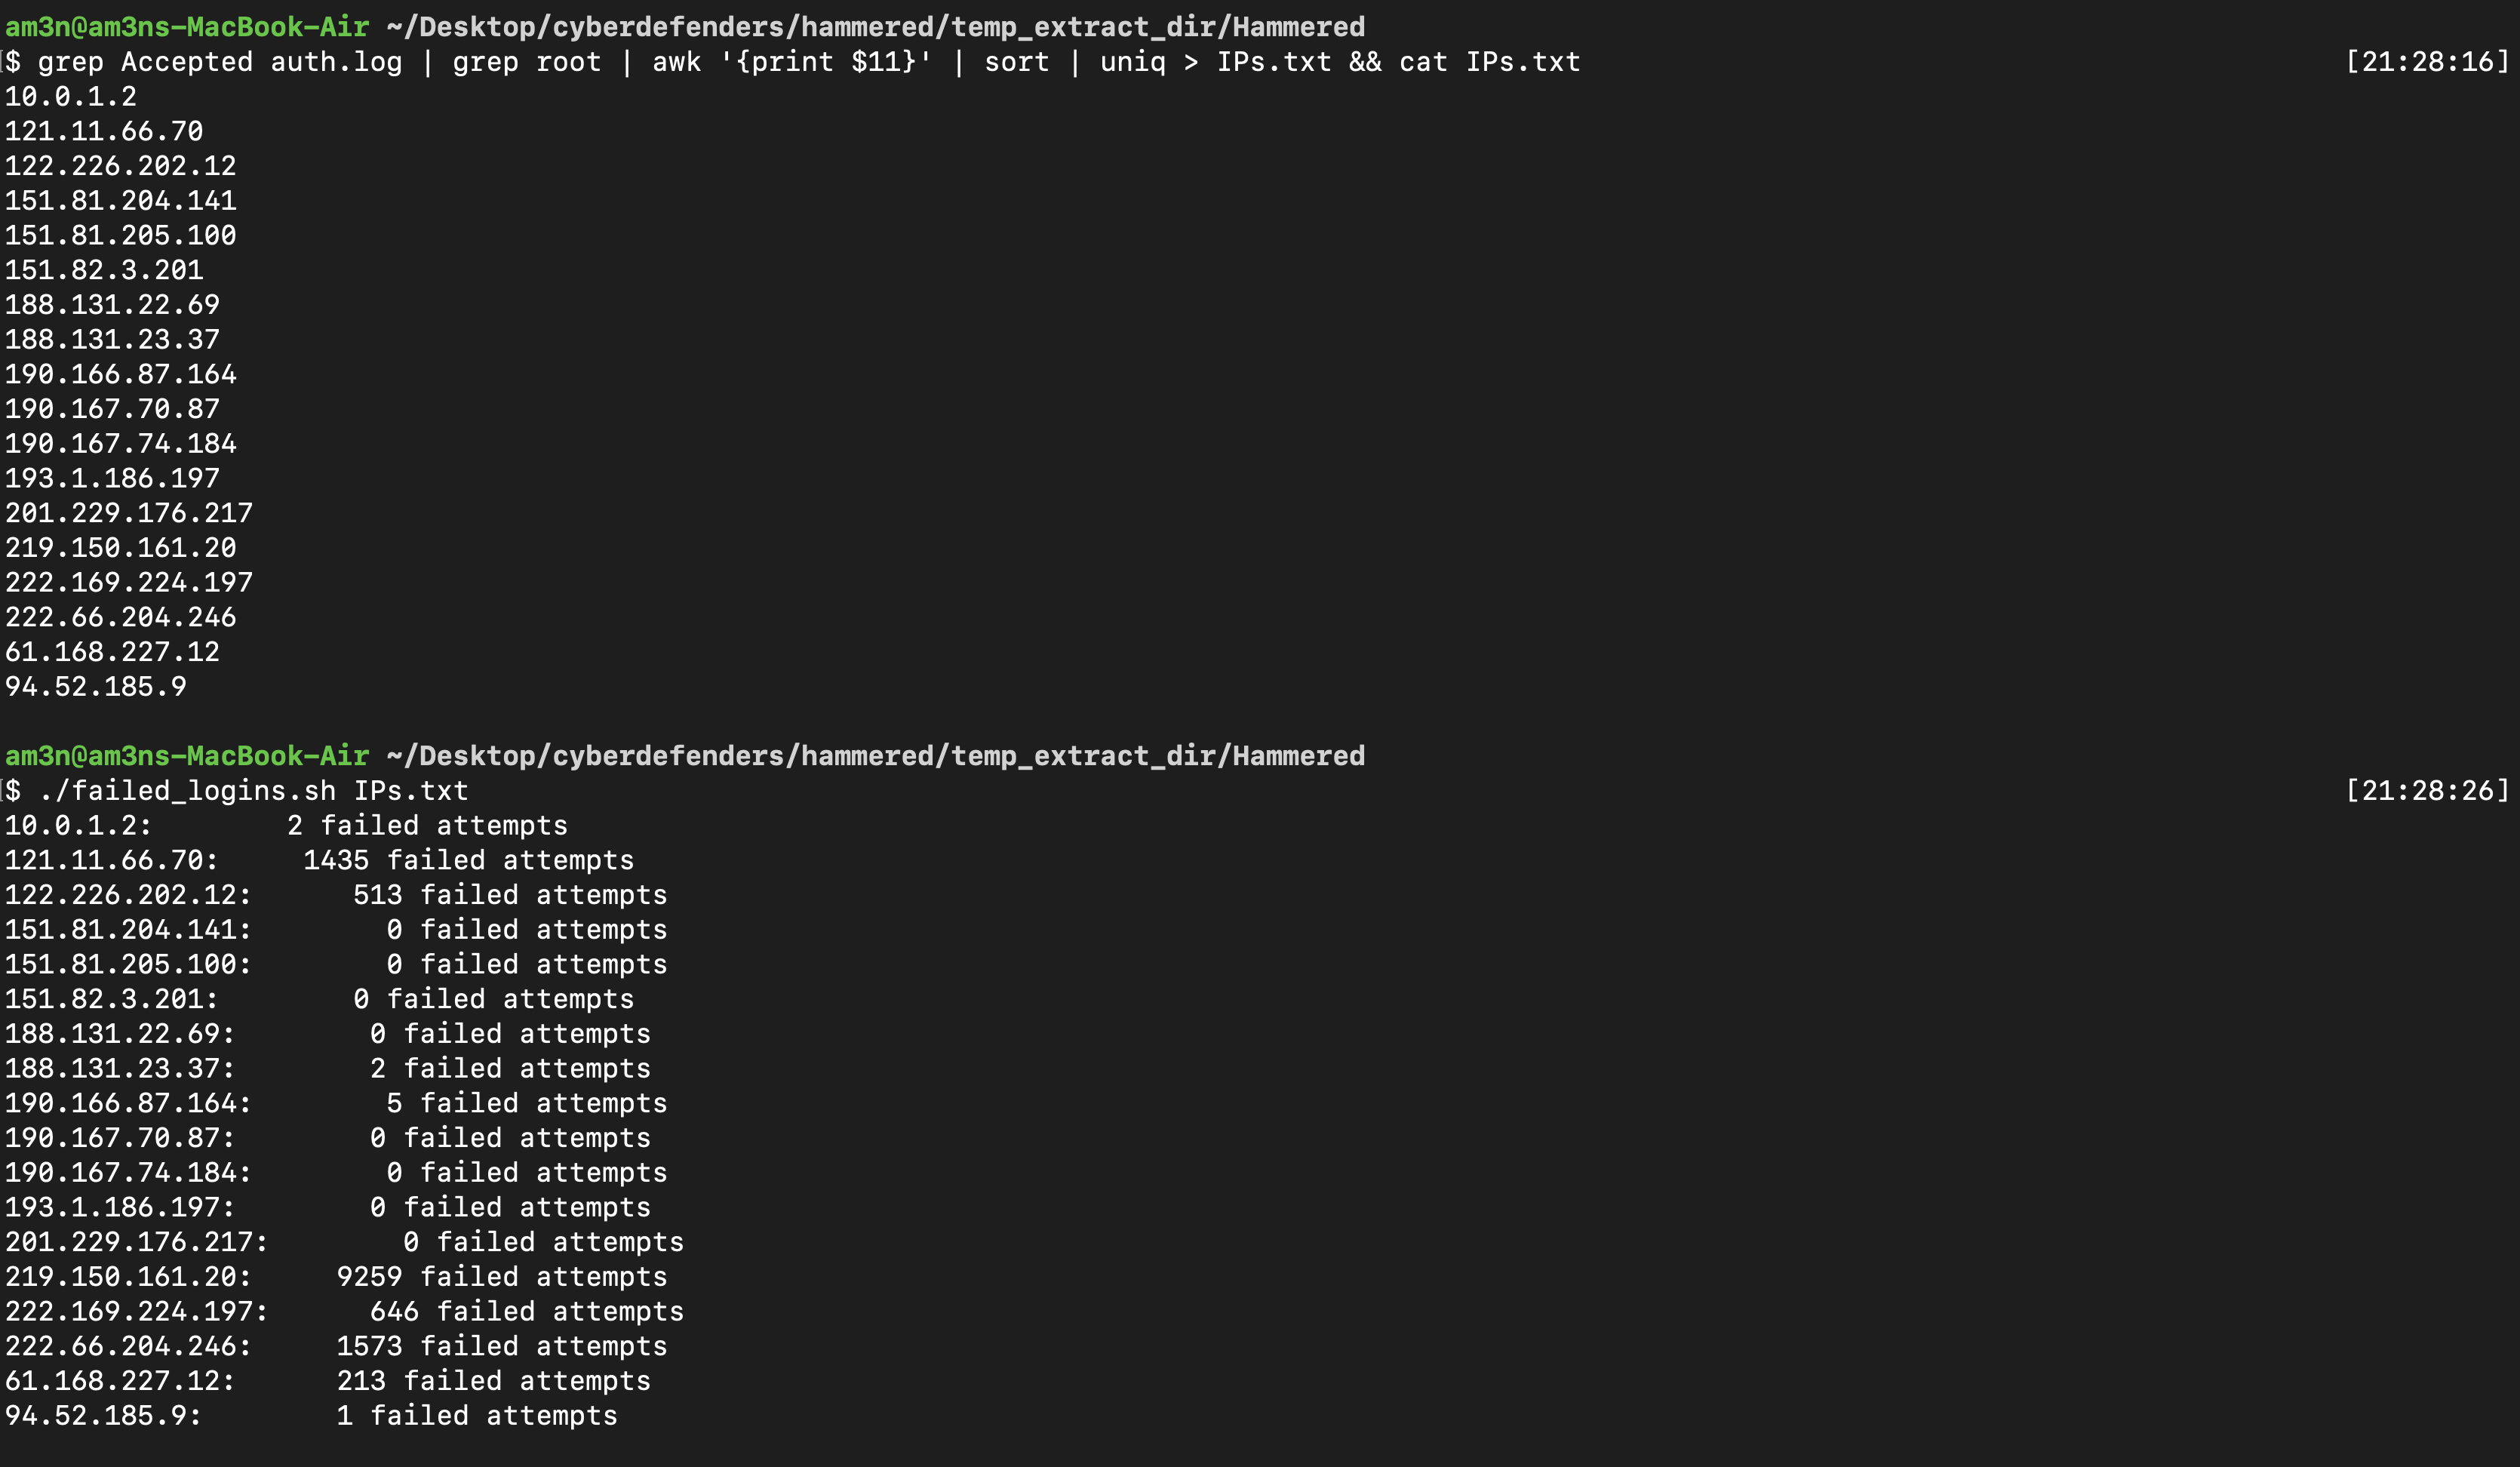 am3n@am3ns-MacBook-Air ~/Desktop/cyberdefenders/hammered/temp_extract_dir/Hammered
$ grep Accepted auth.log | grep root | awk '{print $11}' | sort | uniq > IPs.txt && cat IPs.txt [21:28:16]
10.0.1.2
121.11.66.70
122.226.202.12
151.81.204.141
151.81.205.100
151.82.3.201
188.131.22.69
188.131.23.37
190.166.87.164
190.167.70.87
190.167.74.184
193.1.186.197
201.229.176.217
219.150.161.20
222.169.224.197
222.66.204.246
61.168.227.12
94.52.185.9
am3n@am3ns-MacBook-Air ~/Desktop/cyberdefenders/hammered/temp_extract_dir/Hammered
$ ./failed_logins.sh IPs.txt [21:28:26]
10.0.1.2: 2 failed attempts
121.11.66.70: 1435 failed attempts
122.226.202.12: 513 failed attempts
151.81.204.141: 0 failed attempts
151.81.205.100: 0 failed attempts
151.82.3.201: 0 failed attempts
188.131.22.69: 0 failed attempts
188.131.23.37: 2 failed attempts
190.166.87.164: 5 failed attempts
190.167.70.87: 0 failed attempts
190.167.74.184: 0 failed attempts
193.1.186.197: 0 failed attempts
201.229.176.217: 0 failed attempts
219.150.161.20: 9259 failed attempts
222.169.224.197: 646 failed attempts
222.66.204.246: 1573 failed attempts
61.168.227.12: 213 failed attempts
94.52.185.9: 1 failed attempts